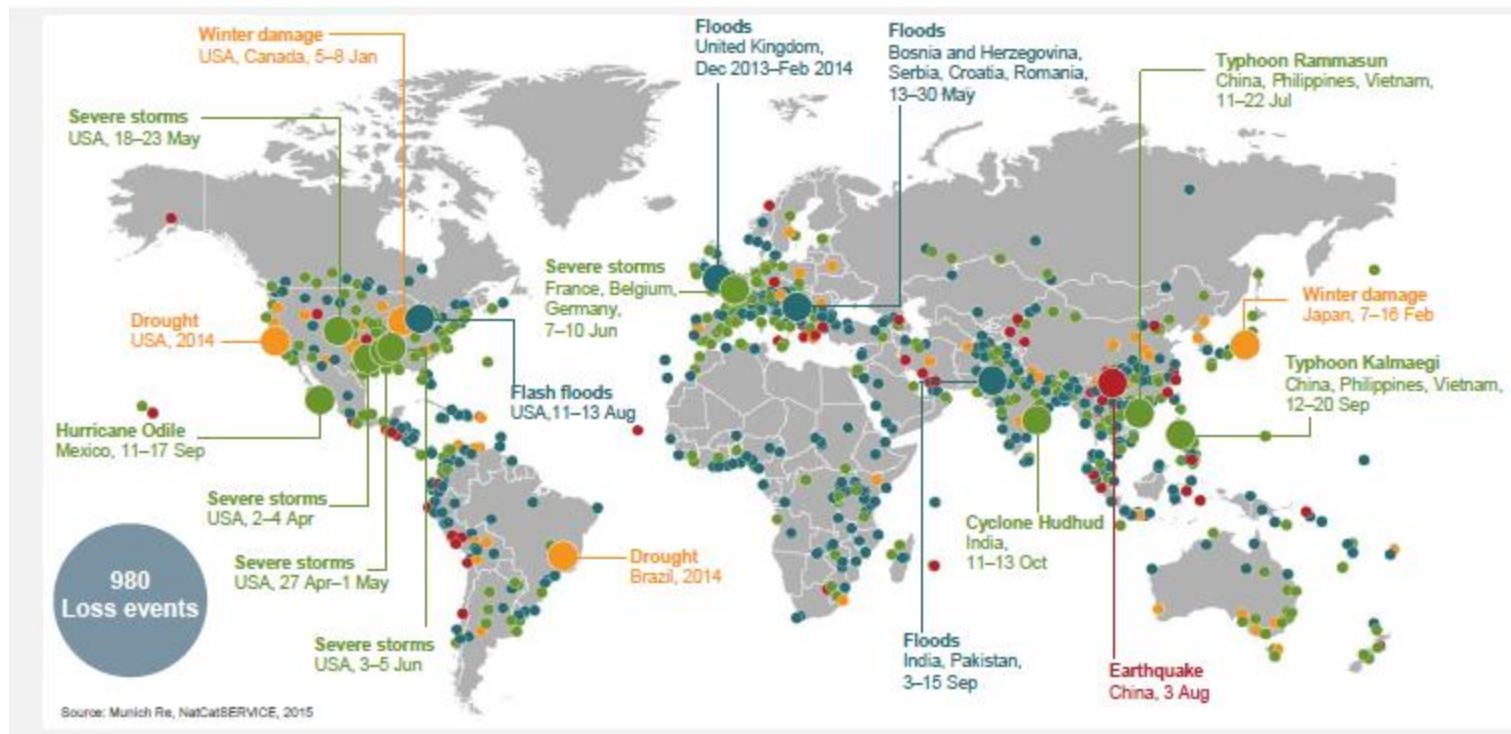 Winter damage
USA, Canada, 5–8 Jan
Floods
United Kingdom,
Dec 2013–Feb 2014
Floods
Bosnia and Herzegovina,
Serbia, Croatia, Romania,
13–30 May
Typhoon Rammasun
China, Philippines, Vietnam,
11–22 Jul
Severe storms
USA, 18–23 May
Severe storms
France, Belgium,
Germany,
7–10 Jun
Winter damage
Japan, 7–16 Feb
Drought
USA, 2014
Typhoon Kalmaegi
China, Philippines, Vietnam,
12–20 Sep
Flash floods
USA,11–13 Aug
Hurricane Odile
Mexico, 11–17 Sep
Severe storms
USA, 2–4 Apr
Cyclone Hudhud
India,
11–13 Oct
Severe storms
USA, 27 Apr–1 May
Drought
Brazil, 2014
980
Loss events
Severe storms
USA, 3–5 Jun
Floods
India, Pakistan,
3–15 Sep
Earthquake
China, 3 Aug
Source: Munich Re, NatCatSERVICE, 2015